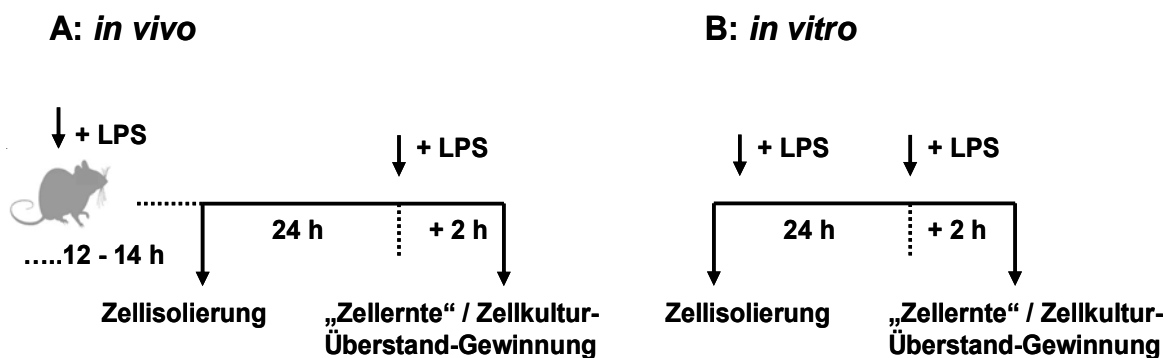 A: in vivo
B: in vitro
+ LPS
+ LPS
+ LPS
+ LPS
24 h
+ 2 h
24 h
+ 2 h
.....12 - 14 h
Zellisolierung
„Zellernte“ / Zellkultur-
Überstand-Gewinnung
Zellisolierung
„Zellernte“ / Zellkultur-
Überstand-Gewinnung